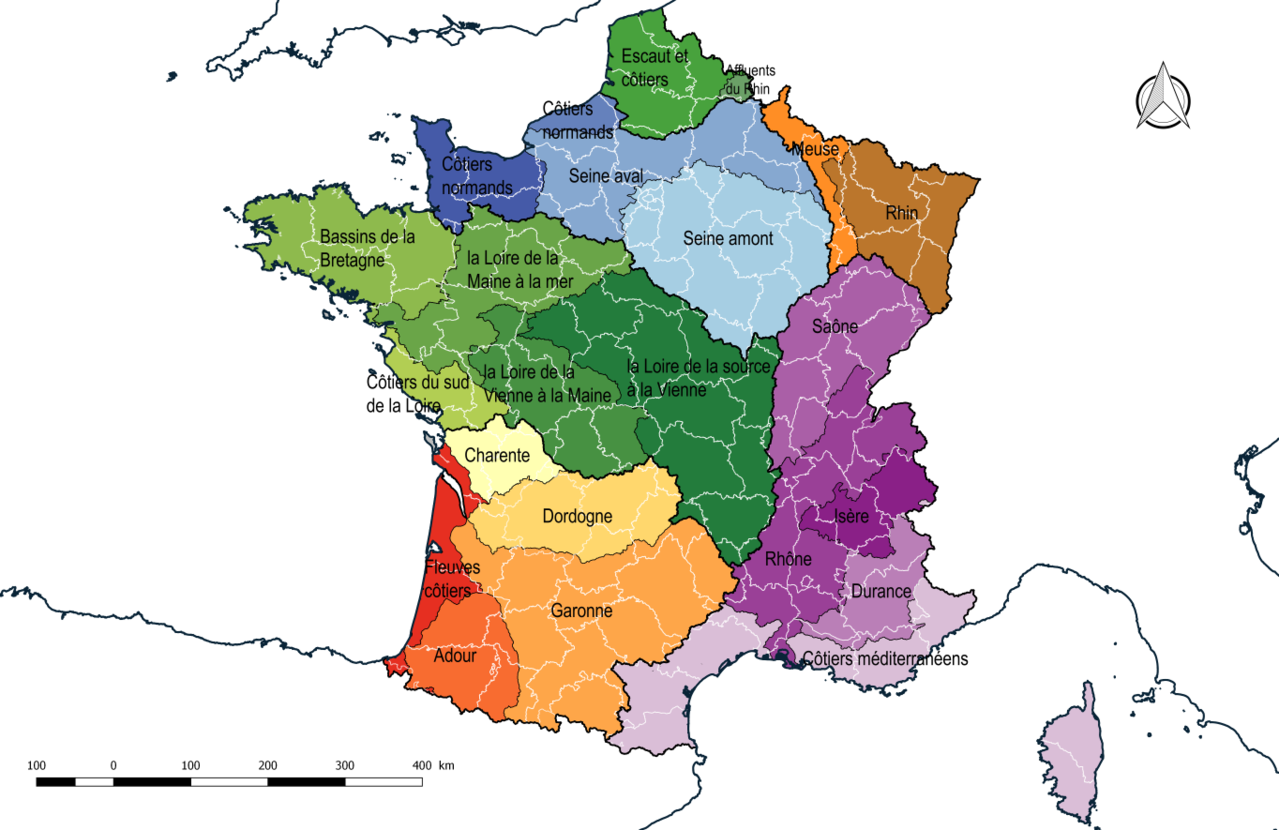 Escaut et
côtiers
Affluents
du Rhin
Côtiers
normands
Meuse
Côtiers
normands
Seine aval
Rhin
Bassins de la
Bretagne
Seine amont
la Loire de la
Maine à la mer
Saône
la Loire de la source
à la Vienne
la Loire de la
Vienne à la Maine
Côtiers du sud
de la Loire
Charente
Dordogne
Isère
Rhône
Fleuves
côtiers
Durance
Garonne
Adour
Côtiers méditerranéens
100 0 100 200 300 400 km